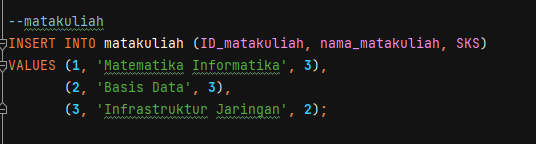 --matakuliah
INSERT INTO matakuliah (ID_matakuliah, nama_matakuliah, SKS)
VALUES (1, 'Matematika Informatika', 3),
(2, 'Basis Data', 3),
(3, 'Infrastruktur Jaringan', 2);